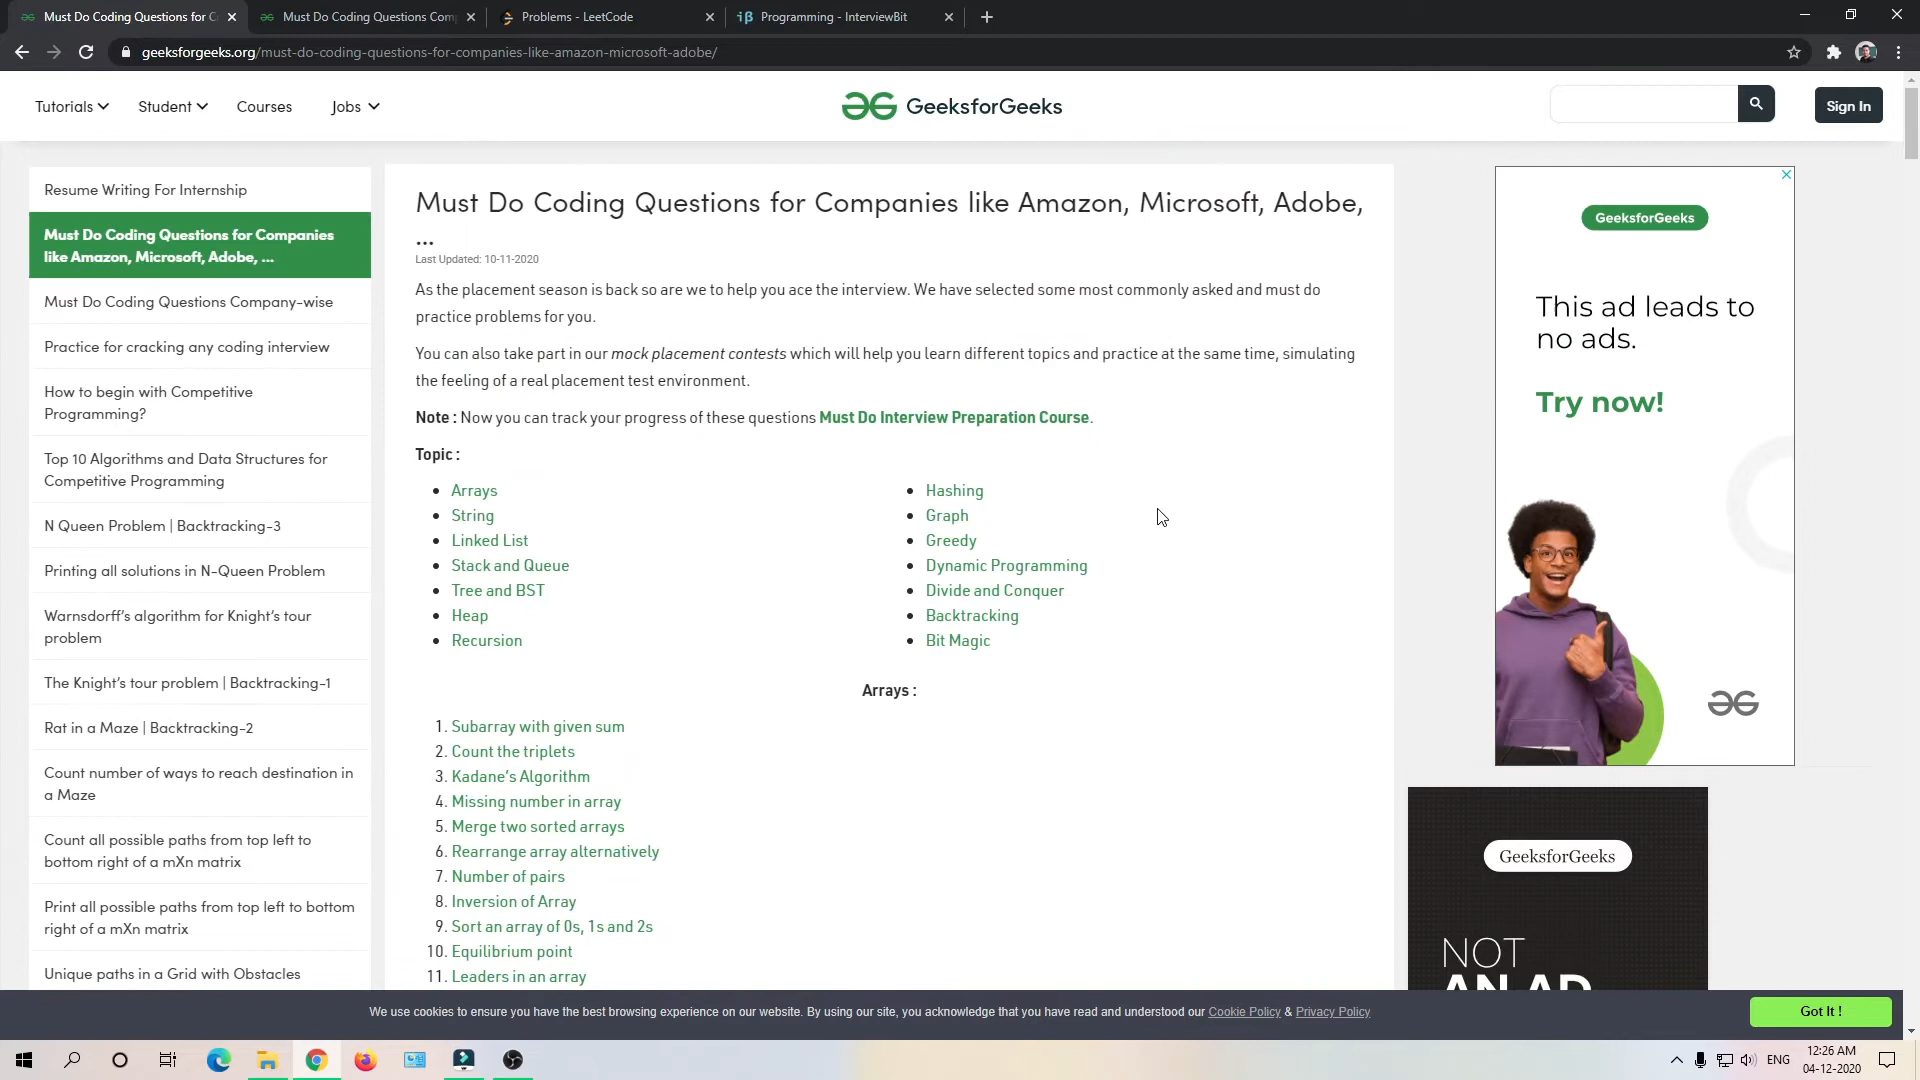 Must Do Coding Questions for C
Must Do Coding Questions Comp
Problems - LeetCode
Programming - InterviewBit
geeksforgeeks.org/must-do-coding-questions-for-companies-like-amazon-microsoft-adobe/
Tutorials
Student
Courses
Jobs
GeeksforGeeks
Sign In
Resume Writing For Internship
Must Do Coding Questions for Companies
like Amazon, Microsoft, Adobe, ...
Must Do Coding Questions Company-wise
Practice for cracking any coding interview
How to begin with Competitive
Programming?
Top 10 Algorithms and Data Structures for
Competitive Programming
N Queen Problem | Backtracking-3
Printing all solutions in N-Queen Problem
Warnsdorff's algorithm for Knight's tour
problem
The Knight's tour problem | Backtracking-1
Rat in a Maze | Backtracking-2
Count number of ways to reach destination in
a Maze
Count all possible paths from top left to
bottom right of a mXn matrix
Print all possible paths from top left to bottom
right of a mXn matrix
Unique paths in a Grid with Obstacles
Must Do Coding Questions for Companies like Amazon, Microsoft, Adobe,
...
Last Updated: 10-11-2020
As the placement season is back so are we to help you ace the interview. We have selected some most commonly asked and must do
practice problems for you.
You can also take part in our mock placement contests which will help you learn different topics and practice at the same time, simulating
the feeling of a real placement test environment.
Note : Now you can track your progress of these questions Must Do Interview Preparation Course.
Topic :
Arrays
String
Linked List
Stack and Queue
Tree and BST
Heap
Recursion
Hashing
Graph
Greedy
Dynamic Programming
Divide and Conquer
Backtracking
Bit Magic
Arrays :
1. Subarray with given sum
2. Count the triplets
3. Kadane's Algorithm
4. Missing number in array
5. Merge two sorted arrays
6. Rearrange array alternatively
7. Number of pairs
8. Inversion of Array
9. Sort an array of 0s, 1s and 2s
10. Equilibrium point
11. Leaders in an array
GeeksforGeeks
This ad leads to
no ads.
Try now!
GeeksforGeeks
NOT
AN AD
We use cookies to ensure you have the best browsing experience on our website. By using our site, you acknowledge that you have read and understood our Cookie Policy & Privacy Policy
Got It !
ENG
12:26 AM
04-12-2020